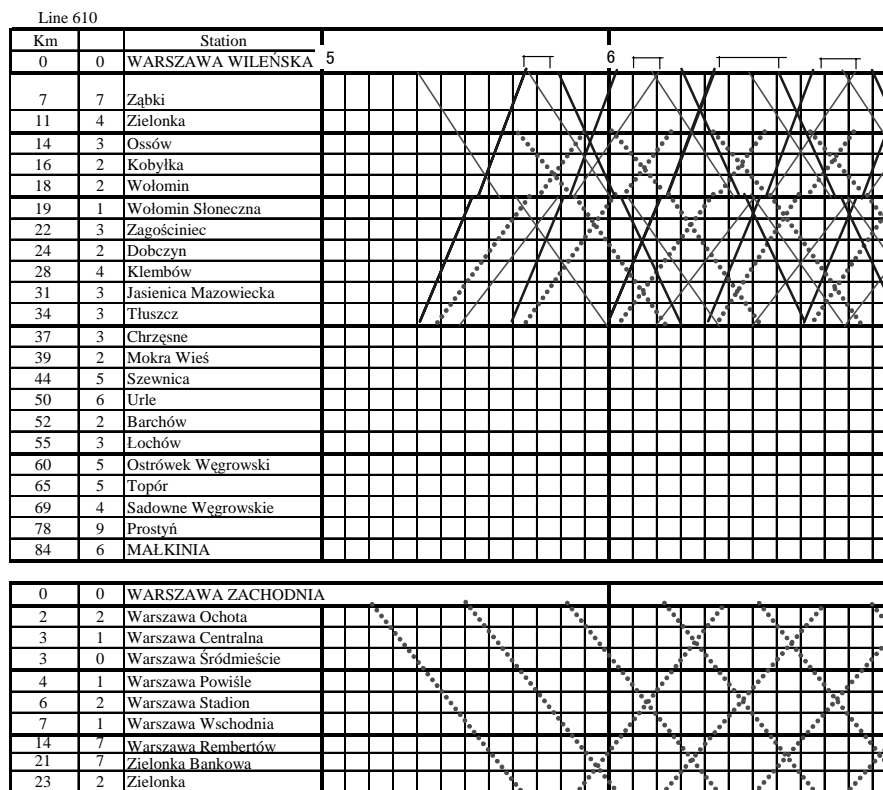 Line 610
Km Station
0 0 WARSZAWA WILEŃSKA 5 6
7 7 Ząbki
11 4 Zielonka
14 3 Ossów
16 2 Kobyłka
18 2 Wołomin
19 1 Wołomin Słoneczna
22 3 Zagościniec
24 2 Dobczyn
28 4 Klembów
31 3 Jasienica Mazowiecka
34 3 Tłuszcz
37 3 Chrzęsne
39 2 Mokra Wieś
44 5 Szewnica
50 6 Urle
52 2 Barchów
55 3 Łochów
60 5 Ostrówek Węgrowski
65 5 Topór
69 4 Sadowne Węgrowskie
78 9 Prostyń
84 6 MAŁKINIA
0 0 WARSZAWA ZACHODNIA
2 2 Warszawa Ochota
3 1 Warszawa Centralna
3 0 Warszawa Śródmieście
4 1 Warszawa Powiśle
6 2 Warszawa Stadion
7 1 Warszawa Wschodnia
14 7 Warszawa Rembertów
21 7 Zielonka Bankowa
23 2 Zielonka